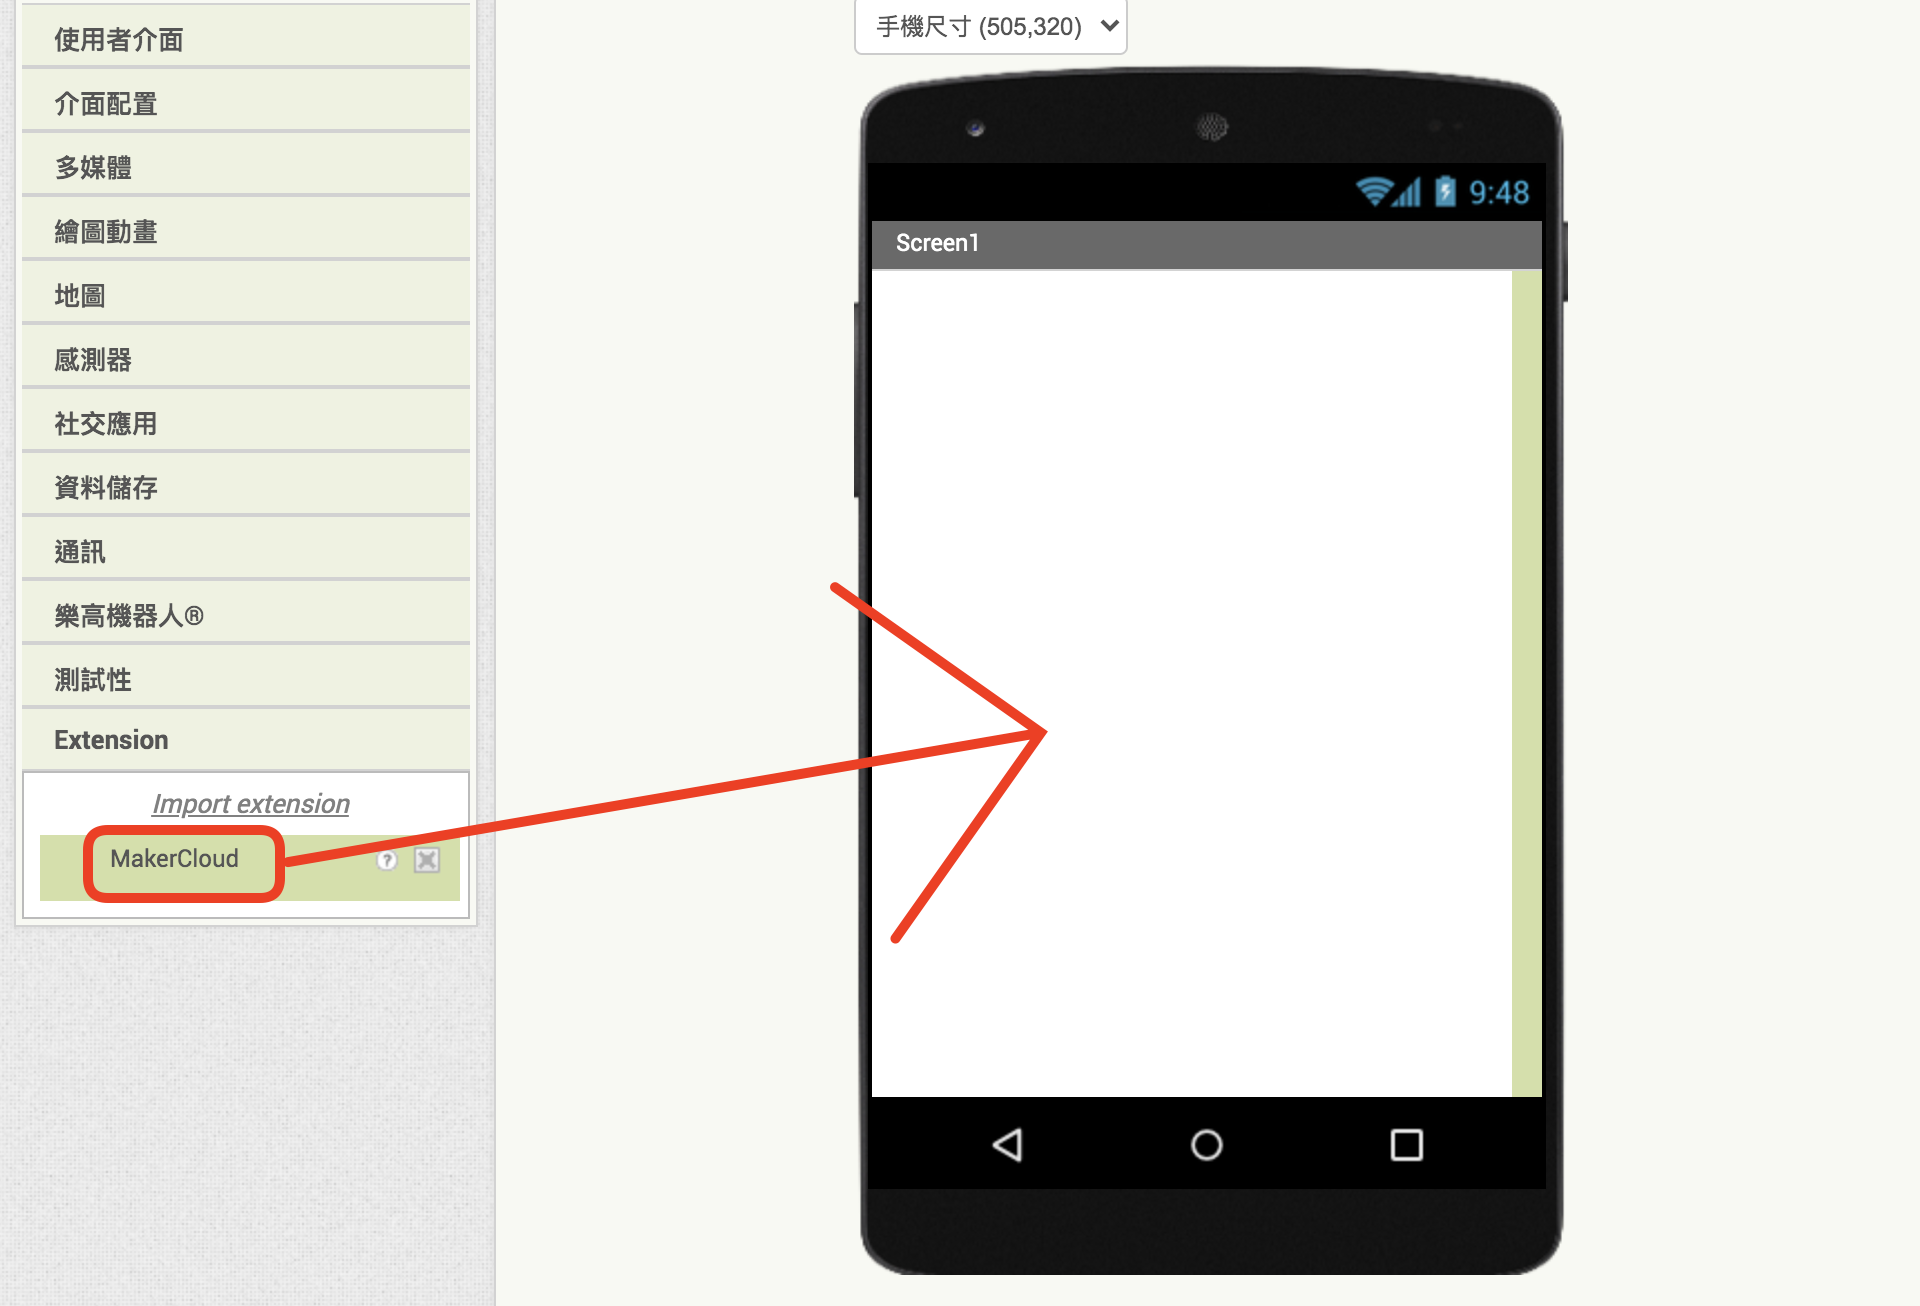 使用者介面
介面配置
多媒體
繪圖動畫
地圖
感測器
社交應用
資料儲存
通訊
樂高機器人®
測試性
Extension
Import extension
MakerCloud
?
手機尺寸 (505,320)
9:48
Screen1